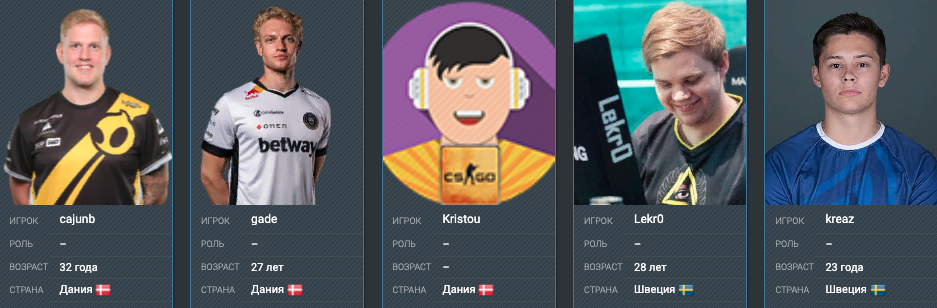 betway
OMEN
CS GO
Lekr0
ИГРОК cajunb
РОЛЬ –
ВОЗРАСТ 32 года
СТРАНА Дания
ИГРОК gade
РОЛЬ –
ВОЗРАСТ 27 лет
СТРАНА Дания
ИГРОК Kristou
РОЛЬ –
ВОЗРАСТ –
СТРАНА Дания
ИГРОК Lekr0
РОЛЬ –
ВОЗРАСТ 28 лет
СТРАНА Швеция
ИГРОК kreaz
РОЛЬ –
ВОЗРАСТ 23 года
СТРАНА Швеция